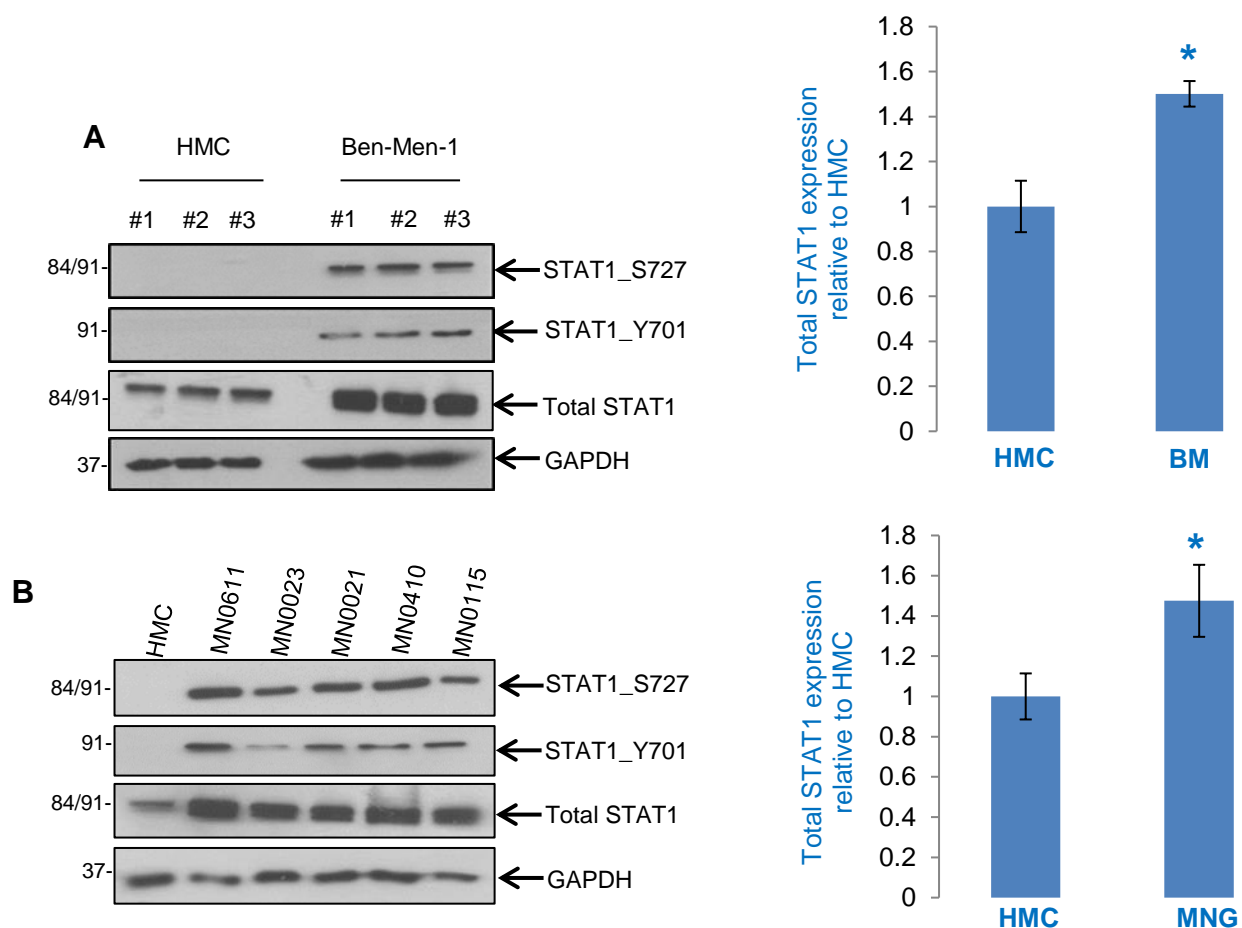 A
HMC
Ben-Men-1
#1 #2 #3 #1 #2 #3
84/91- STAT1_S727
91- STAT1_Y701
84/91- Total STAT1
37- GAPDH
Total STAT1 expression
relative to HMC
1.8
1.6
1.4
1.2
1
0.8
0.6
0.4
0.2
0
*
HMC BM
B
HMC MN0611 MN0023 MN0021 MN0410 MN0115
84/91- STAT1_S727
91- STAT1_Y701
84/91- Total STAT1
37- GAPDH
Total STAT1 expression
relative to HMC
1.8
1.6
1.4
1.2
1
0.8
0.6
0.4
0.2
0
*
HMC MNG